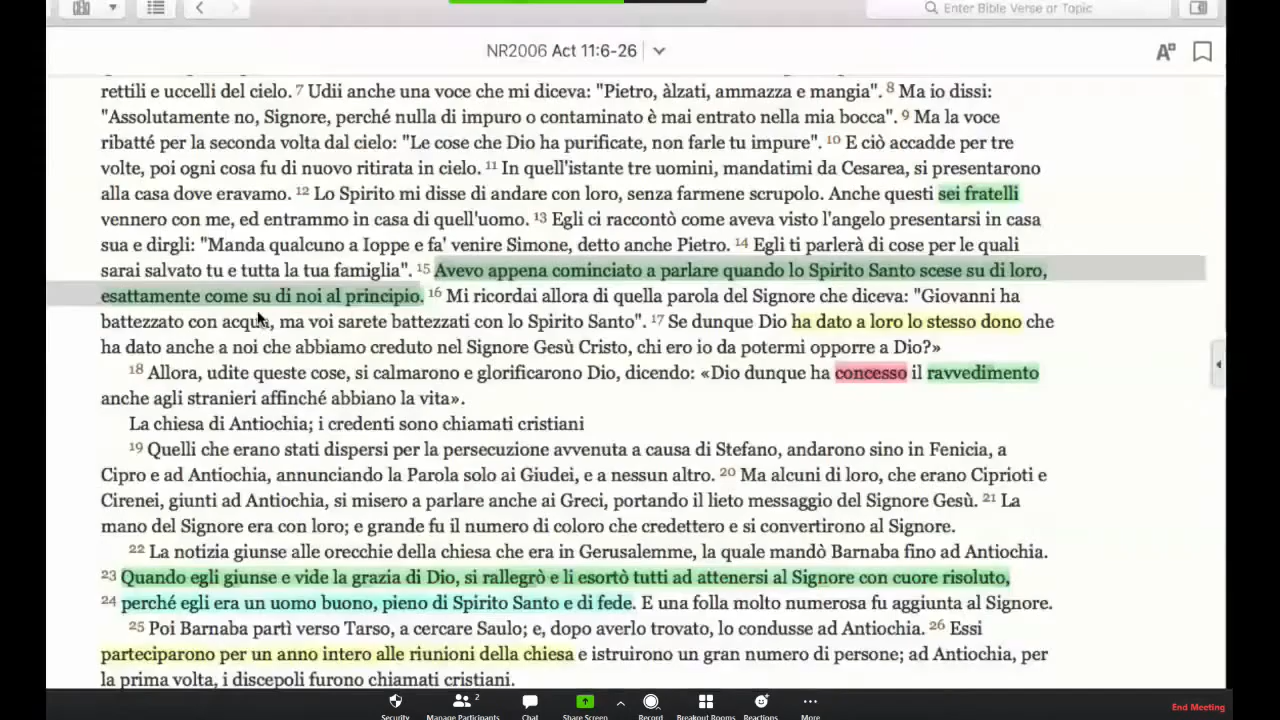 Enter Bible Verse or Topic
NR2006 Act 11:6-26
rettili e uccelli del cielo. 7 Udii anche una voce che mi diceva: "Pietro, àlzati, ammazza e mangia". 8 Ma io dissi:
"Assolutamente no, Signore, perché nulla di impuro o contaminato è mai entrato nella mia bocca". 9 Ma la voce
ribatté per la seconda volta dal cielo: "Le cose che Dio ha purificate, non farle tu impure". 10 E ciò accadde per tre
volte, poi ogni cosa fu di nuovo ritirata in cielo. 11 In quell'istante tre uomini, mandatimi da Cesarea, si presentarono
alla casa dove eravamo. 12 Lo Spirito mi disse di andare con loro, senza farmene scrupolo. Anche questi sei fratelli
vennero con me, ed entrammo in casa di quell'uomo. 13 Egli ci raccontò come aveva visto l'angelo presentarsi in casa
sua e dirgli: "Manda qualcuno a Ioppe e fa' venire Simone, detto anche Pietro. 14 Egli ti parlerà di cose per le quali
sarai salvato tu e tutta la tua famiglia". 15 Avevo appena cominciato a parlare quando lo Spirito Santo scese su di loro,
esattamente come su di noi al principio. 16 Mi ricordai allora di quella parola del Signore che diceva: "Giovanni ha
battezzato con acqua, ma voi sarete battezzati con lo Spirito Santo". 17 Se dunque Dio ha dato a loro lo stesso dono che
ha dato anche a noi che abbiamo creduto nel Signore Gesù Cristo, chi ero io da potermi opporre a Dio?»
18 Allora, udite queste cose, si calmarono e glorificarono Dio, dicendo: «Dio dunque ha concesso il ravvedimento
anche agli stranieri affinché abbiano la vita».
La chiesa di Antiochia; i credenti sono chiamati cristiani
19 Quelli che erano stati dispersi per la persecuzione avvenuta a causa di Stefano, andarono sino in Fenicia, a
Cipro e ad Antiochia, annunciando la Parola solo ai Giudei, e a nessun altro. 20 Ma alcuni di loro, che erano Ciprioti e
Cirenei, giunti ad Antiochia, si misero a parlare anche ai Greci, portando il lieto messaggio del Signore Gesù. 21 La
mano del Signore era con loro; e grande fu il numero di coloro che credettero e si convertirono al Signore.
22 La notizia giunse alle orecchie della chiesa che era in Gerusalemme, la quale mandò Barnaba fino ad Antiochia.
23 Quando egli giunse e vide la grazia di Dio, si rallegrò e li esortò tutti ad attenersi al Signore con cuore risoluto,
24 perché egli era un uomo buono, pieno di Spirito Santo e di fede. E una folla molto numerosa fu aggiunta al Signore.
25 Poi Barnaba partì verso Tarso, a cercare Saulo; e, dopo averlo trovato, lo condusse ad Antiochia. 26 Essi
parteciparono per un anno intero alle riunioni della chiesa e istruirono un gran numero di persone; ad Antiochia, per
la prima volta, i discepoli furono chiamati cristiani.
Security Manage Participants 2 Chat Share Screen Record Breakout Rooms Reactions More End Meeting